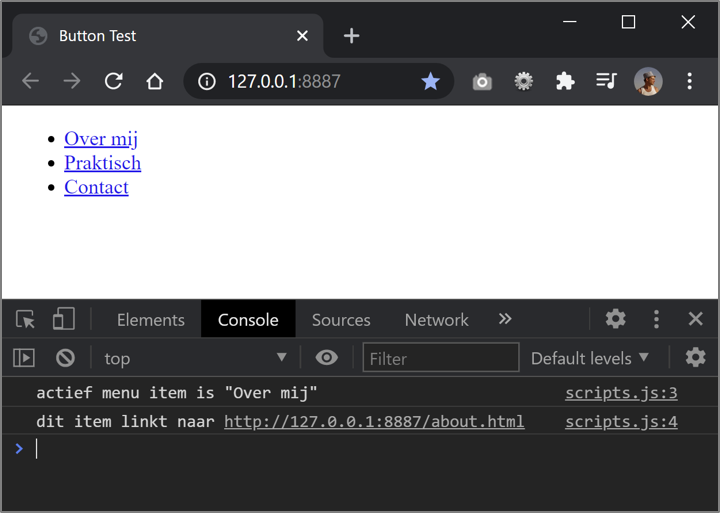 Button Test
127.0.0.1:8887
Over mij
Praktisch
Contact
Elements Console Sources Network
top Filter Default levels
actief menu item is "Over mij" scripts.js:3
dit item linkt naar http://127.0.0.1:8887/about.html scripts.js:4